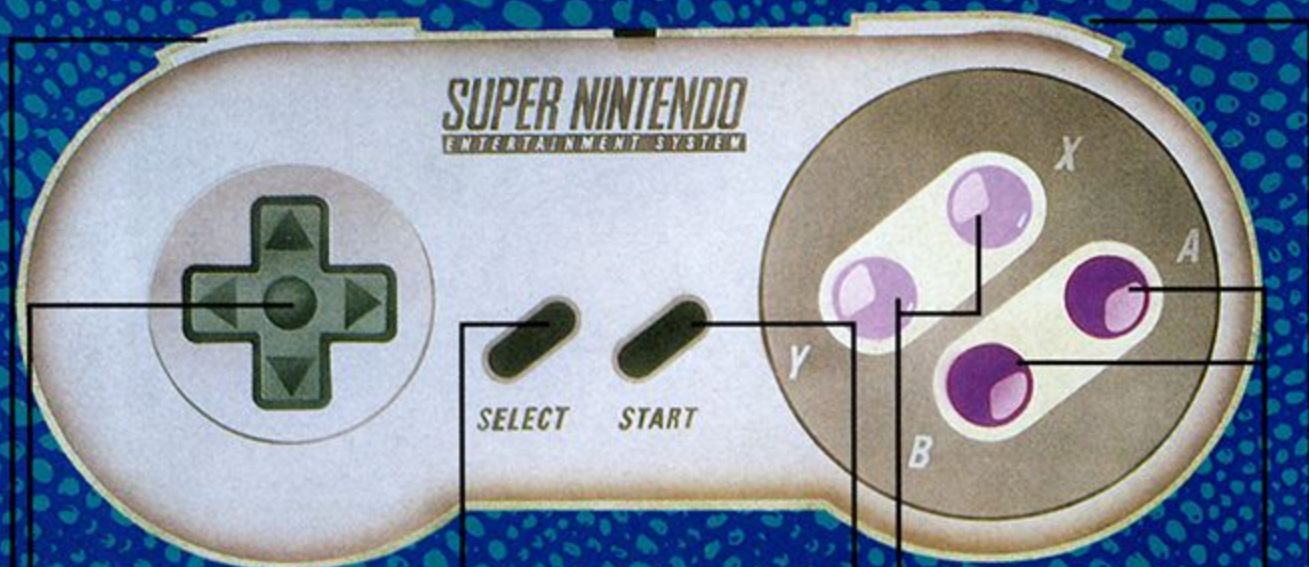 SUPER NINTENDO
ENTERTAINMENT SYSTEM
X
A
Y
B
SELECT START